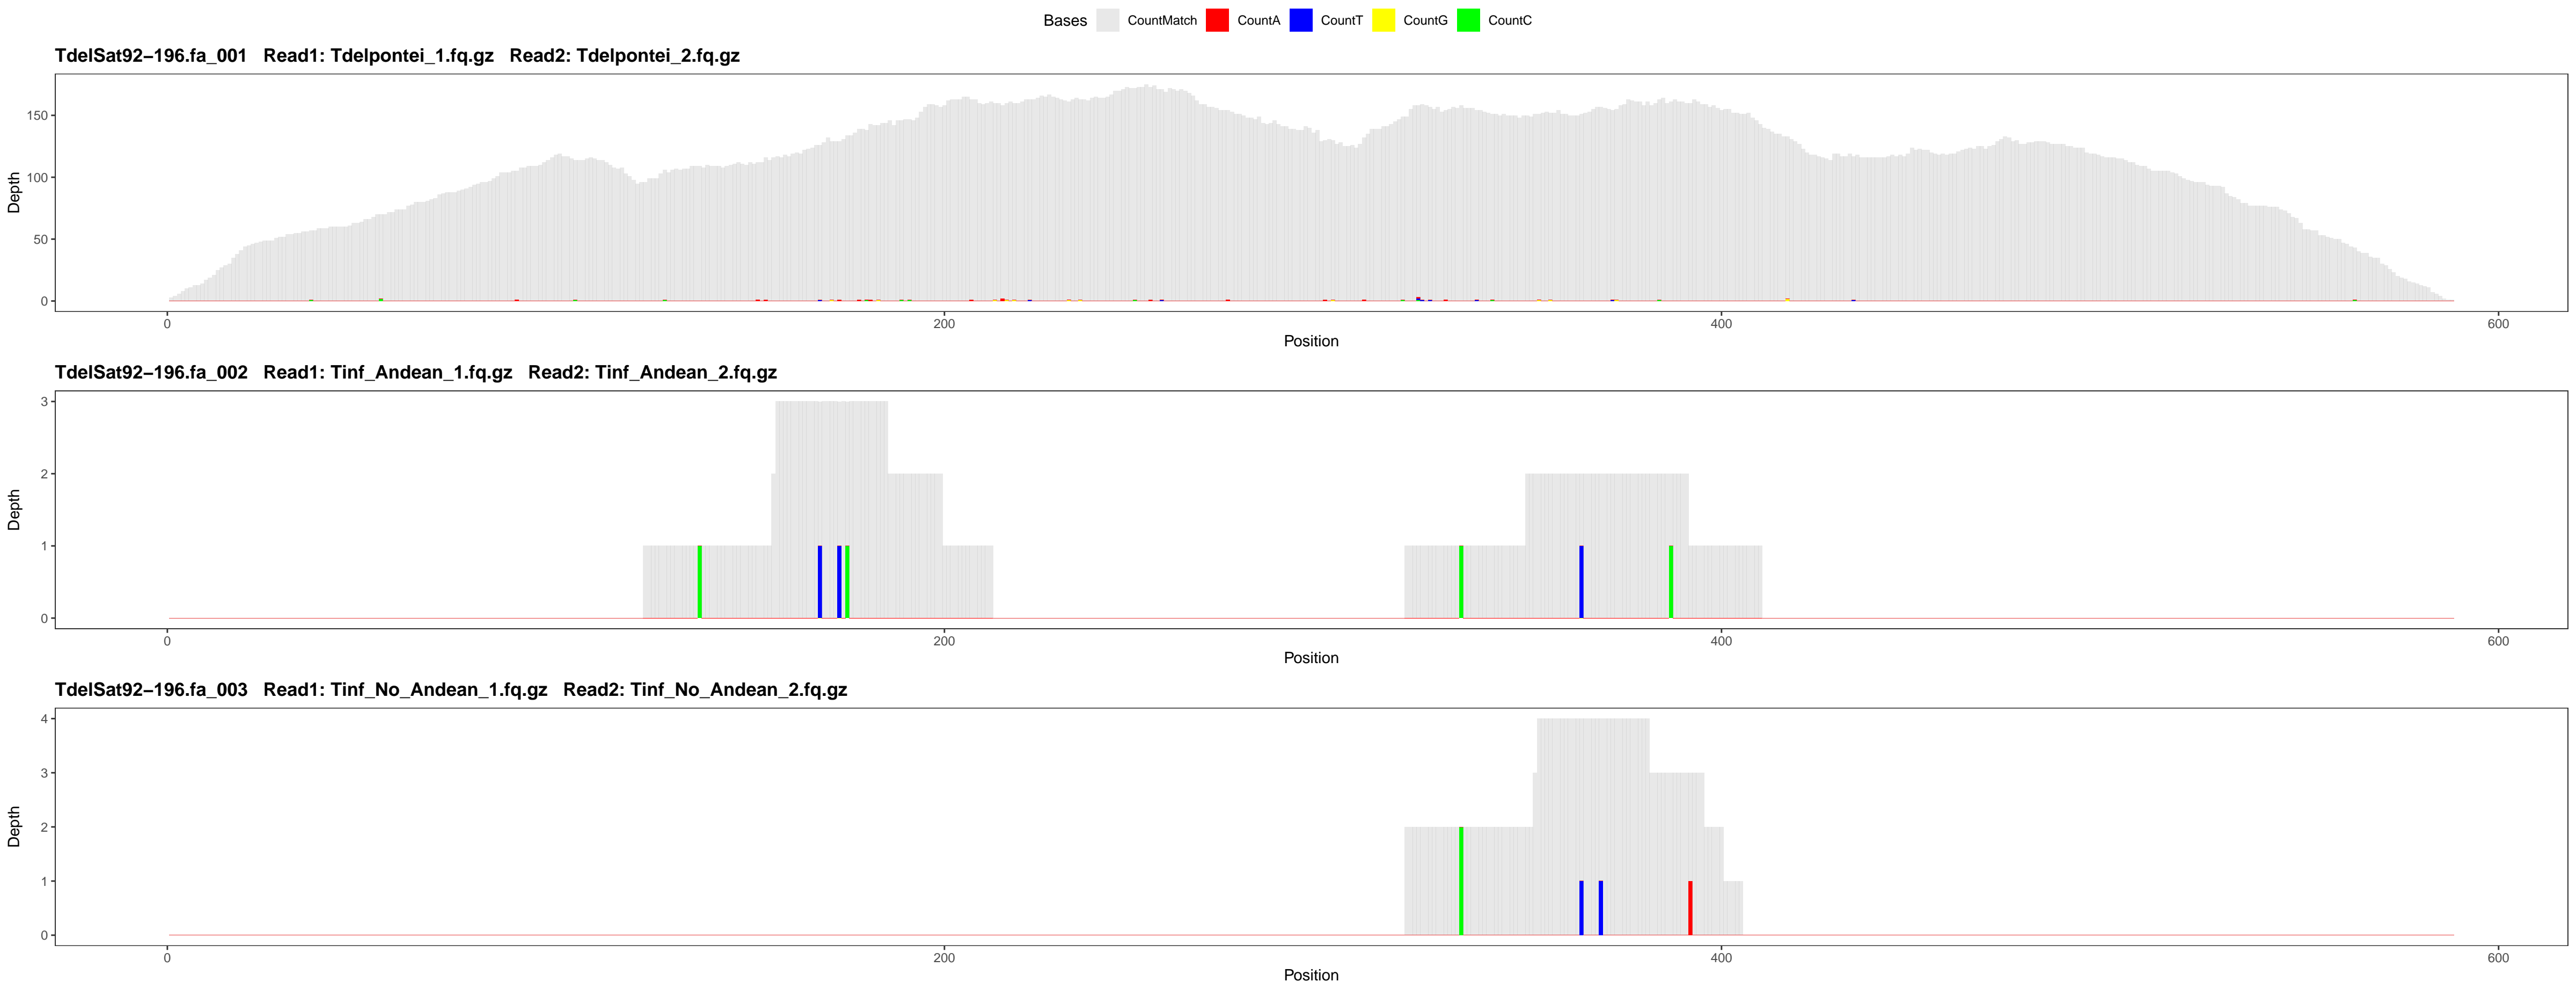 Bases CountMatch CountA CountT CountG CountC
TdelSat92−196.fa_001 Read1: Tdelpontei_1.fq.gz Read2: Tdelpontei_2.fq.gz
Depth
150
100
50
0
0 200 400 600
Position
TdelSat92−196.fa_002 Read1: Tinf_Andean_1.fq.gz Read2: Tinf_Andean_2.fq.gz
Depth
3
2
1
0
0 200 400 600
Position
TdelSat92−196.fa_003 Read1: Tinf_No_Andean_1.fq.gz Read2: Tinf_No_Andean_2.fq.gz
Depth
4
3
2
1
0
0 200 400 600
Position